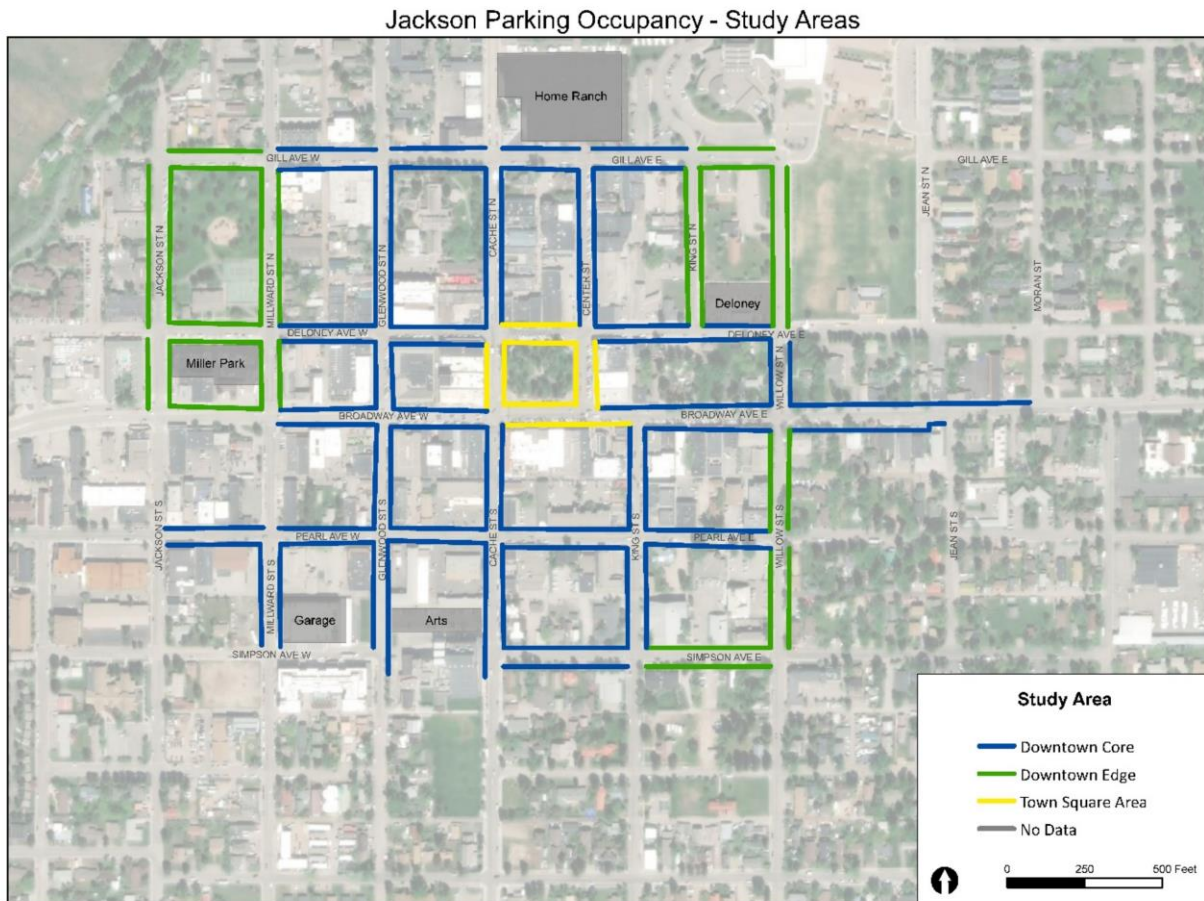 Jackson Parking Occupancy - Study Areas
Home Ranch
GILL AVE W
GILL AVE E
GILL AVE E
JACKSON ST N
MILLWARD ST N
GLENWOOD ST N
CACHE ST N
CENTER ST
KING ST N
JEAN ST N
MORAN ST
Deloney
DELONEY AVE W
DELONEY AVE E
Miller Park
WILLOW ST N
BROADWAY AVE W
BROADWAY AVE E
JACKSON ST S
GLENWOOD ST S
CACHE ST S
KING ST S
WILLOW ST S
JEAN ST S
PEARL AVE W
PEARL AVE E
MILLWARD ST S
Garage
Arts
SIMPSON AVE W
SIMPSON AVE E
Study Area
Downtown Core
Downtown Edge
Town Square Area
No Data
0 250 500 Feet